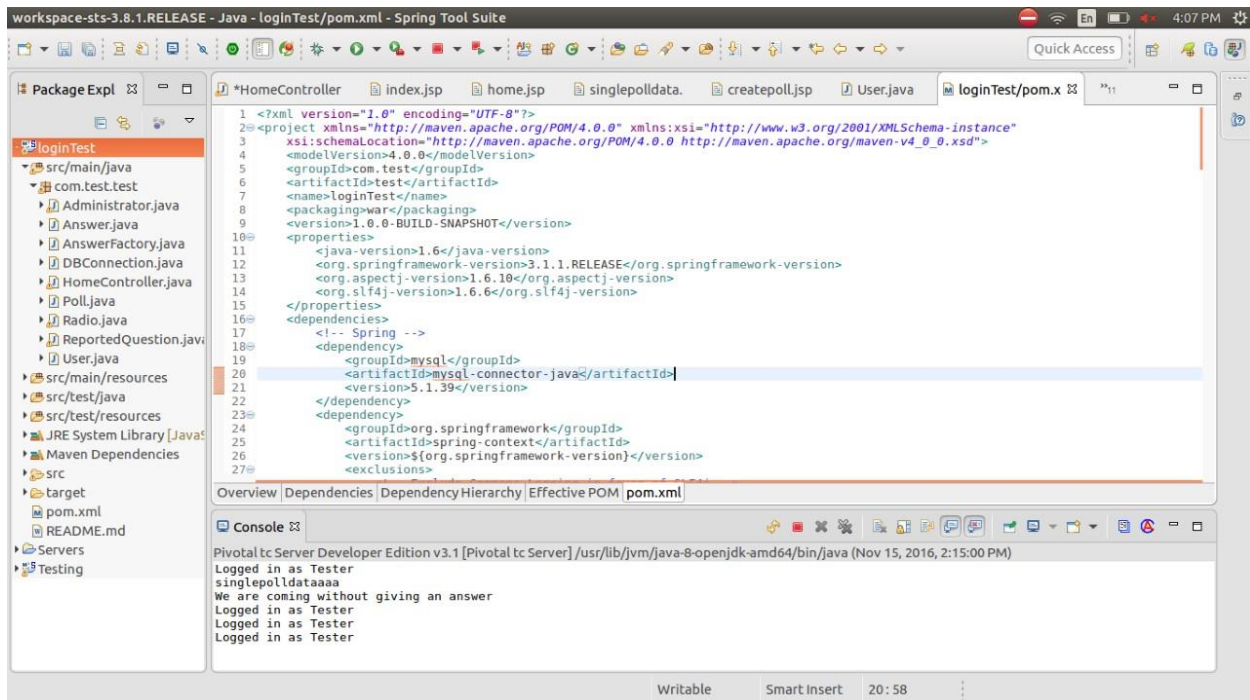 workspace-sts-3.8.1.RELEASE - Java - loginTest/pom.xml - Spring Tool Suite
En
4:07 PM
Quick Access
Package Expl
*HomeController
index.jsp
home.jsp
singlepolldata.
createpoll.jsp
User.java
loginTest/pom.x
»11
loginTest
src/main/java
com.test.test
Administrator.java
Answer.java
AnswerFactory.java
DBConnection.java
HomeController.java
Poll.java
Radio.java
ReportedQuestion.java
User.java
src/main/resources
src/test/java
src/test/resources
JRE System Library [JavaS
Maven Dependencies
src
target
pom.xml
README.md
Servers
Testing
1 <?xml version="1.0" encoding="UTF-8"?>
2 <project xmlns="http://maven.apache.org/POM/4.0.0" xmlns:xsi="http://www.w3.org/2001/XMLSchema-instance"
3 xsi:schemaLocation="http://maven.apache.org/POM/4.0.0 http://maven.apache.org/maven-v4_0_0.xsd">
4 <modelVersion>4.0.0</modelVersion>
5 <groupId>com.test</groupId>
6 <artifactId>test</artifactId>
7 <name>loginTest</name>
8 <packaging>war</packaging>
9 <version>1.0.0-BUILD-SNAPSHOT</version>
10 <properties>
11 <java-version>1.6</java-version>
12 <org.springframework-version>3.1.1.RELEASE</org.springframework-version>
13 <org.aspectj-version>1.6.10</org.aspectj-version>
14 <org.slf4j-version>1.6.6</org.slf4j-version>
15 </properties>
16 <dependencies>
17 <!-- Spring -->
18 <dependency>
19 <groupId>mysql</groupId>
20 <artifactId>mysql-connector-java</artifactId>
21 <version>5.1.39</version>
22 </dependency>
23 <dependency>
24 <groupId>org.springframework</groupId>
25 <artifactId>spring-context</artifactId>
26 <version>${org.springframework-version}</version>
27 <exclusions>
Overview Dependencies Dependency Hierarchy Effective POM pom.xml
Console
Pivotal tc Server Developer Edition v3.1 [Pivotal tc Server] /usr/lib/jvm/java-8-openjdk-amd64/bin/java (Nov 15, 2016, 2:15:00 PM)
Logged in as Tester
singlepolldataaaa
We are coming without giving an answer
Logged in as Tester
Logged in as Tester
Logged in as Tester
Writable
Smart Insert
20 : 58